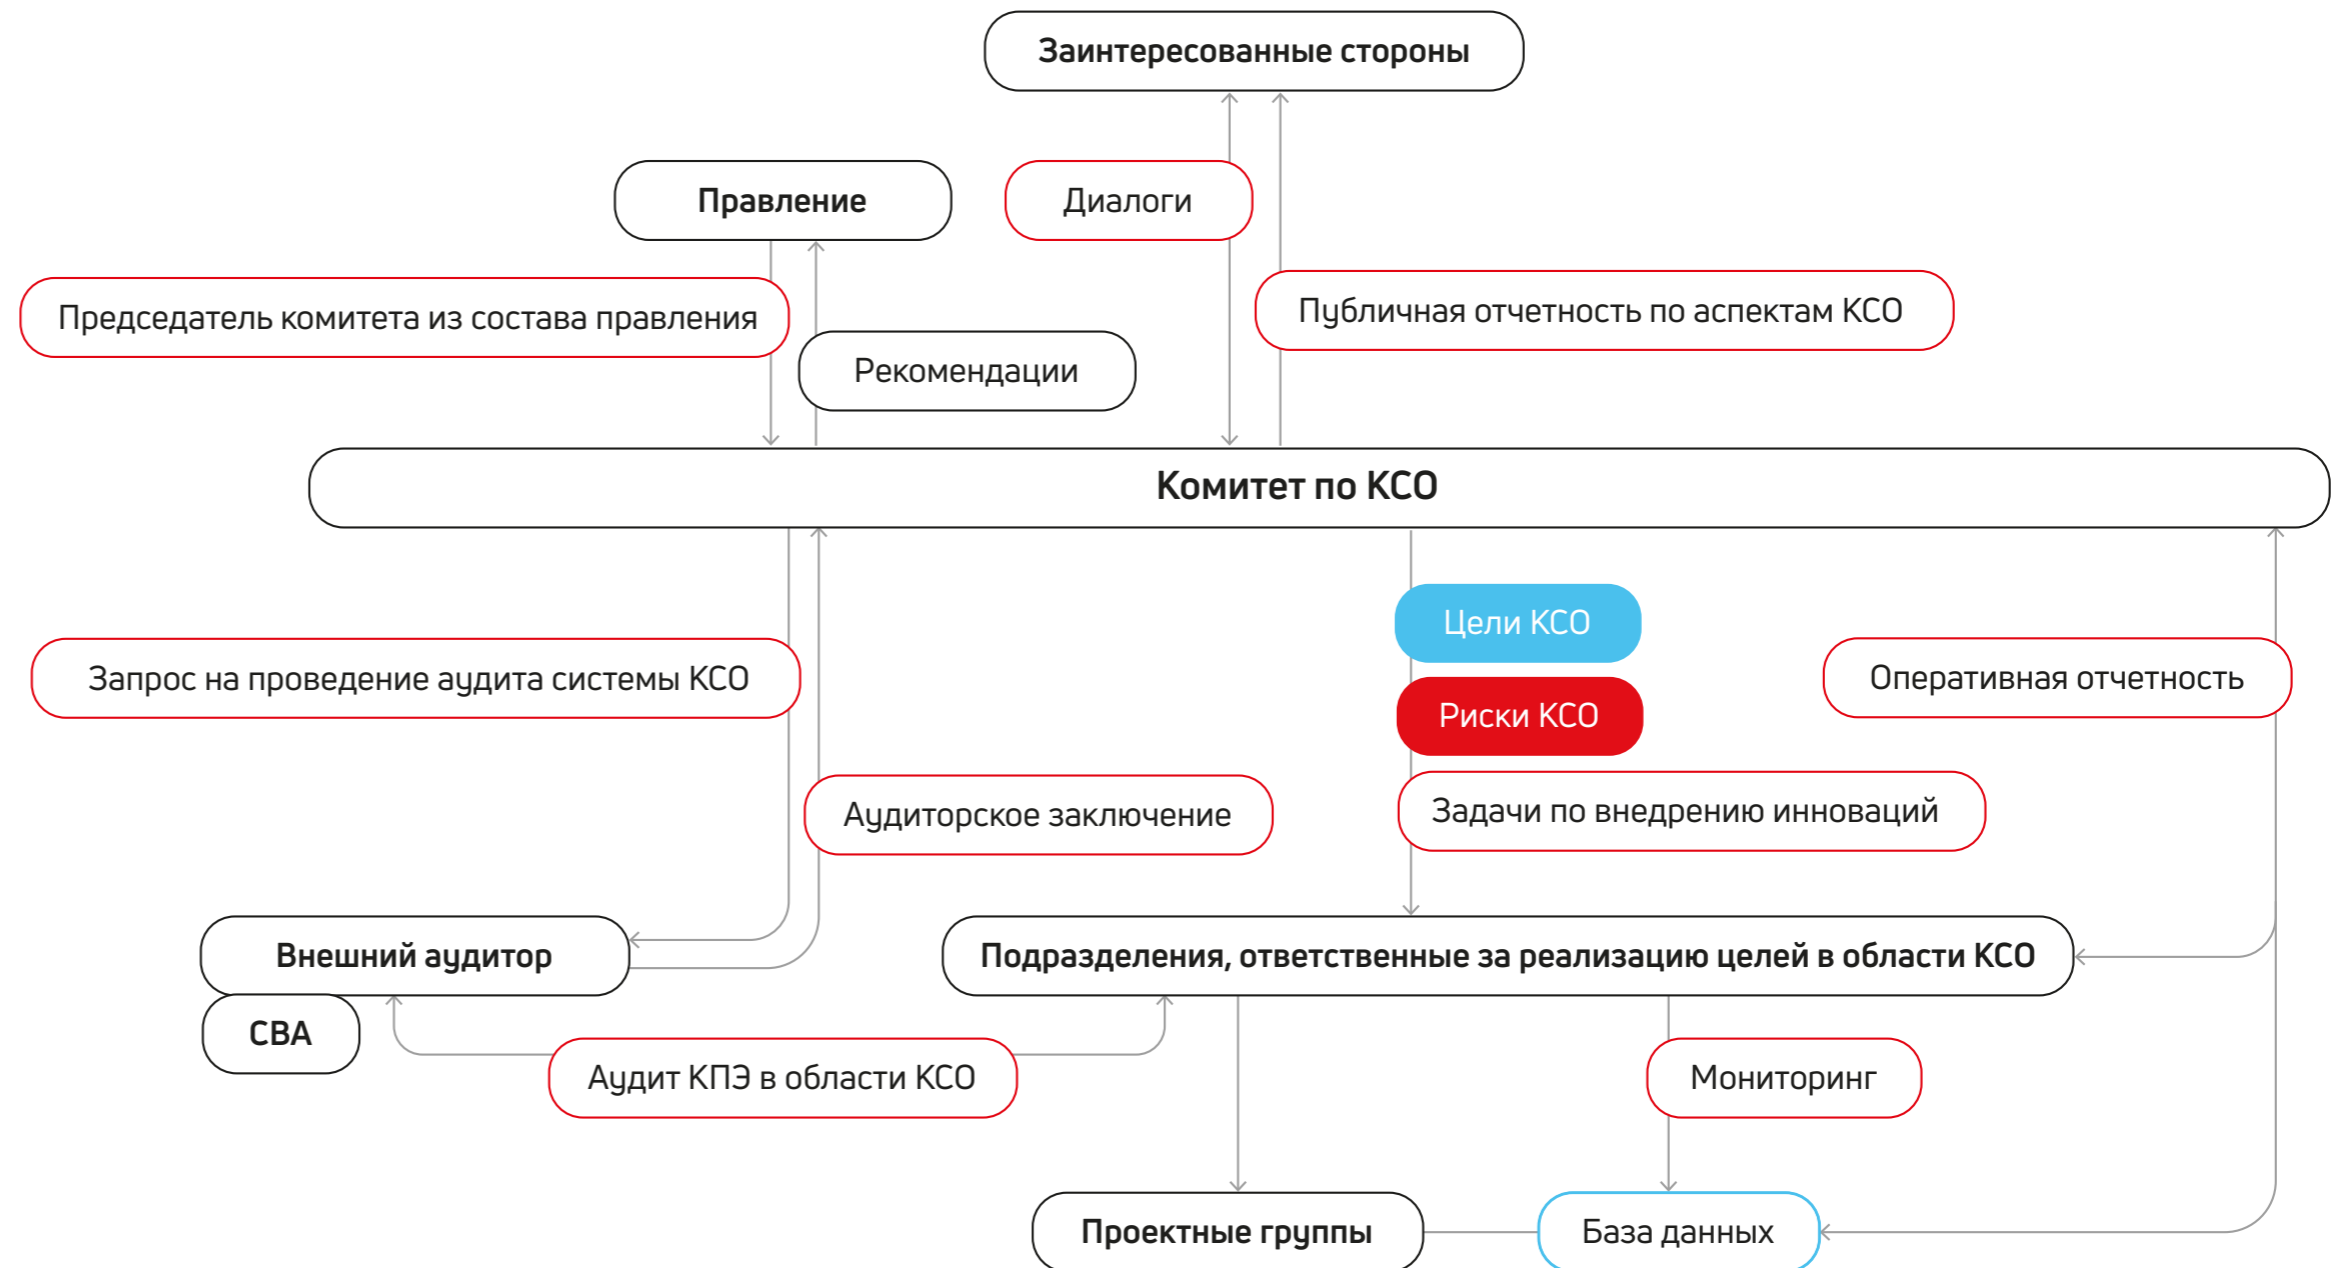 Заинтересованные стороны
Правление
Диалоги
Председатель комитета из состава правления
Публичная отчетность по аспектам КСО
Рекомендации
Комитет по КСО
Цели КСО
Запрос на проведение аудита системы КСО
Оперативная отчетность
Риски КСО
Аудиторское заключение
Задачи по внедрению инноваций
Внешний аудитор
Подразделения, ответственные за реализацию целей в области КСО
СВА
Аудит КПЭ в области КСО
Мониторинг
Проектные группы
База данных